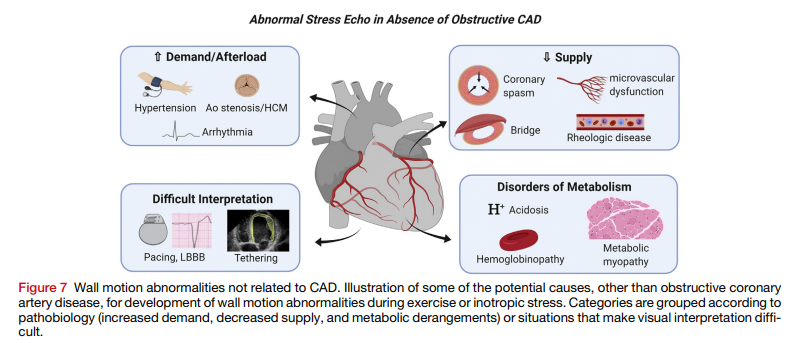 Abnormal Stress Echo in Absence of Obstructive CAD
⇧ Demand/Afterload
Hypertension
Ao stenosis/HCM
Arrhythmia
⇩ Supply
Coronary
spasm
microvascular
dysfunction
Bridge
Rheologic disease
Difficult Interpretation
Pacing, LBBB
Tethering
Disorders of Metabolism
H⁺ Acidosis
Hemoglobinopathy
Metabolic
myopathy
Figure 7 Wall motion abnormalities not related to CAD. Illustration of some of the potential causes, other than obstructive coronary
artery disease, for development of wall motion abnormalities during exercise or inotropic stress. Categories are grouped according to
pathobiology (increased demand, decreased supply, and metabolic derangements) or situations that make visual interpretation diffi-
cult.